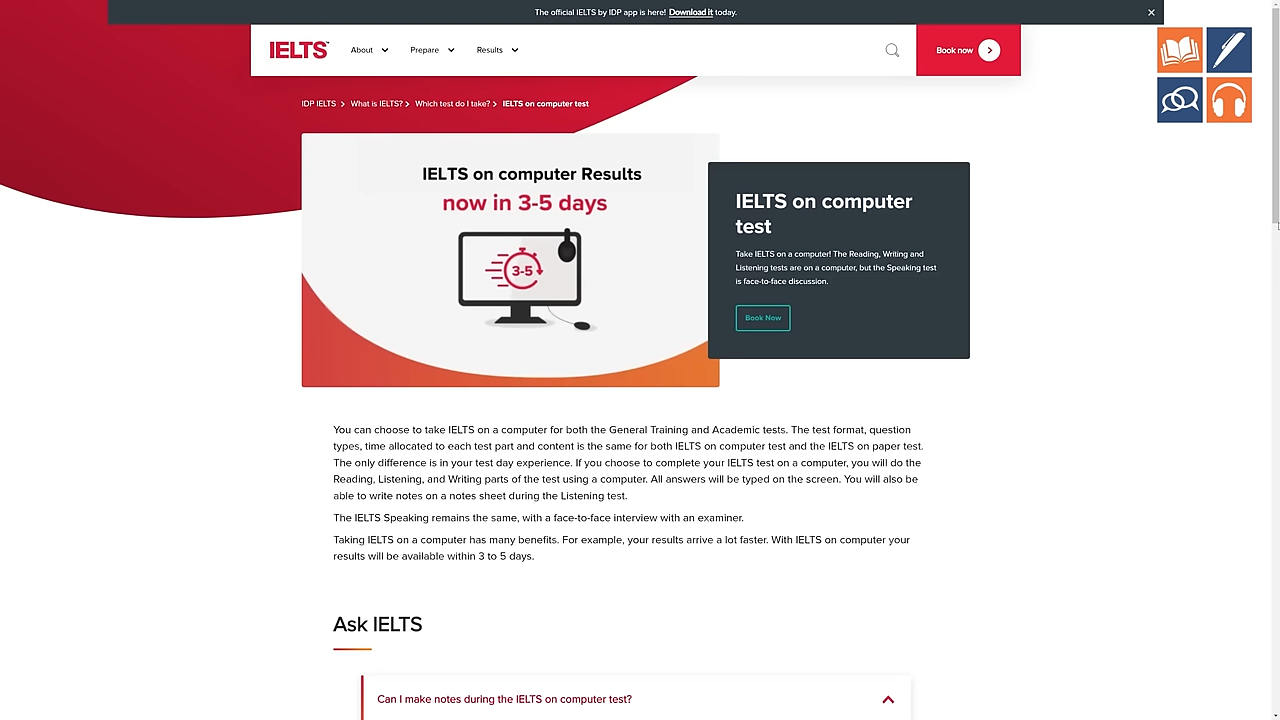 The official IELTS by IDP app is here! Download it today.
IELTS™
About
Prepare
Results
Book now
IDP IELTS > What is IELTS? > Which test do I take? > IELTS on computer test
IELTS on computer Results
now in 3-5 days
3-5
IELTS on computer
test
Take IELTS on a computer! The Reading, Writing and
Listening tests are on a computer, but the Speaking test
is face-to-face discussion.
Book Now
You can choose to take IELTS on a computer for both the General Training and Academic tests. The test format, question
types, time allocated to each test part and content is the same for both IELTS on computer test and the IELTS on paper test.
The only difference is in your test day experience. If you choose to complete your IELTS test on a computer, you will do the
Reading, Listening, and Writing parts of the test using a computer. All answers will be typed on the screen. You will also be
able to write notes on a notes sheet during the Listening test.
The IELTS Speaking remains the same, with a face-to-face interview with an examiner.
Taking IELTS on a computer has many benefits. For example, your results arrive a lot faster. With IELTS on computer your
results will be available within 3 to 5 days.
Ask IELTS
Can I make notes during the IELTS on computer test?